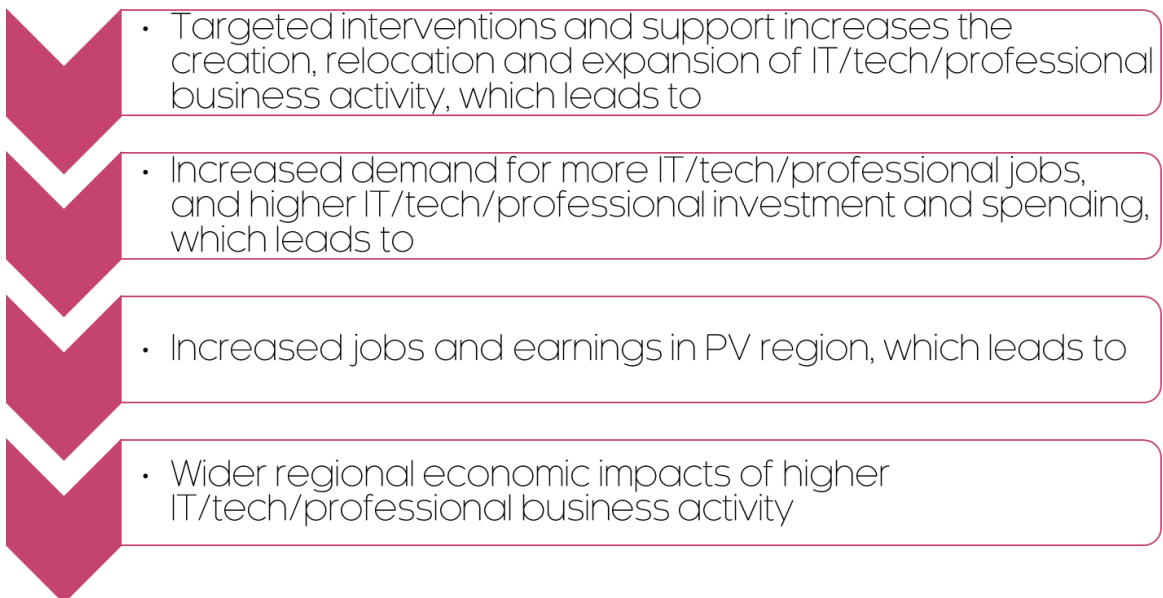 • Targeted interventions and support increases the
creation, relocation and expansion of IT/tech/professional
business activity, which leads to
• Increased demand for more IT/tech/professional jobs,
and higher IT/tech/professional investment and spending,
which leads to
• Increased jobs and earnings in PV region, which leads to
• Wider regional economic impacts of higher
IT/tech/professional business activity